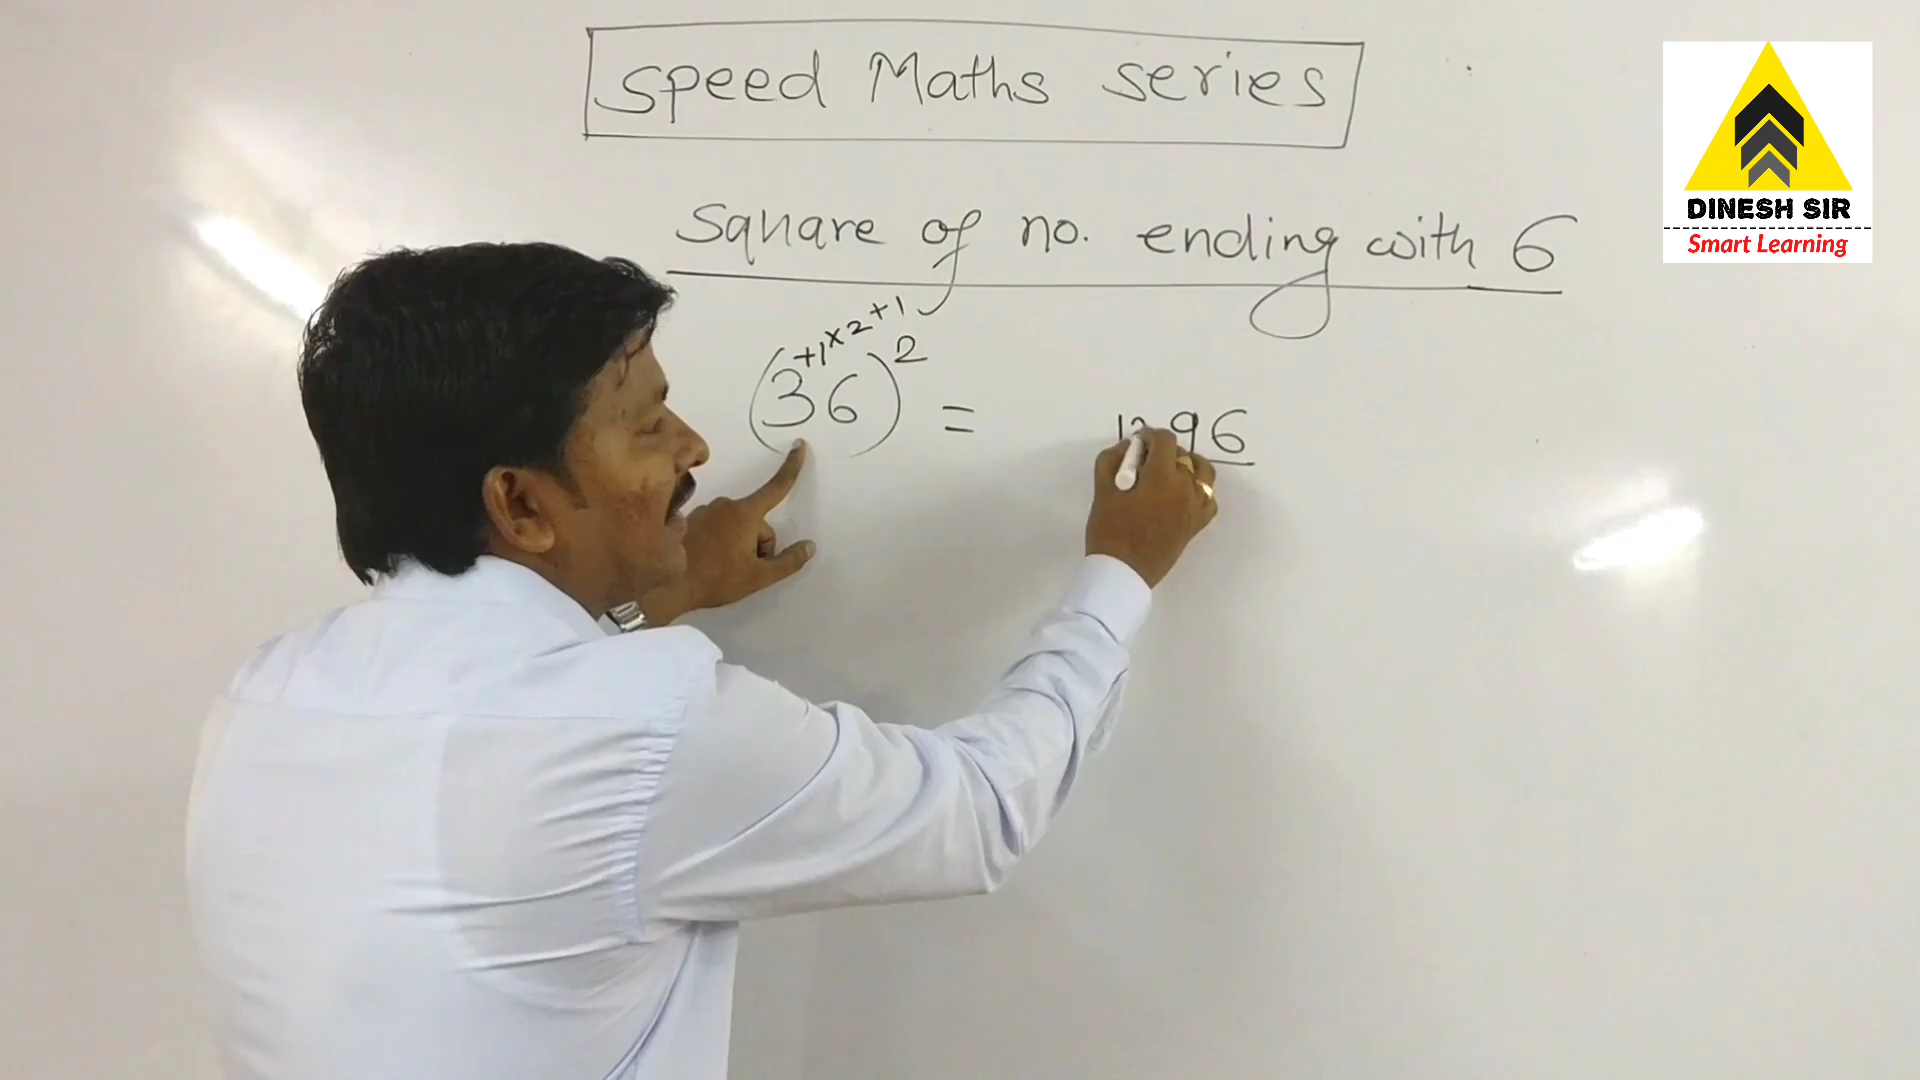 Speed Maths series
DINESH SIR
Smart Learning
Square of no. ending with 6
(36)² = 1296
+1 ×2 +1